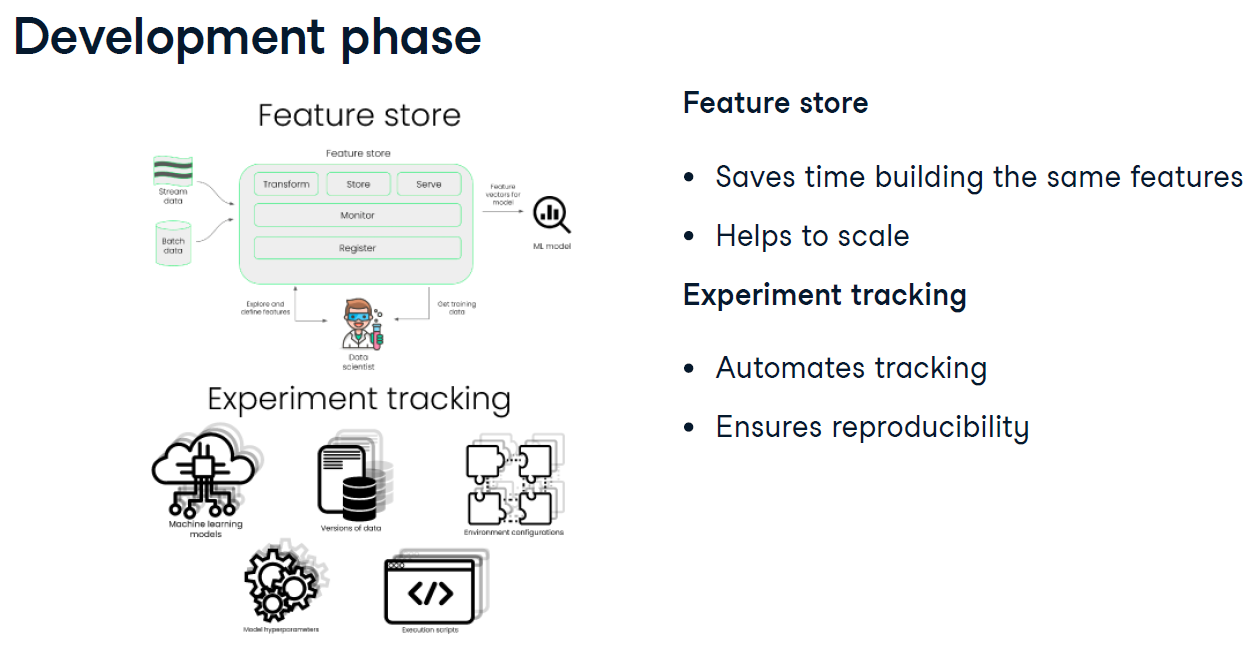 Development phase
Feature store
Feature store
Stream
data
Batch
data
Transform
Store
Serve
Monitor
Register
Feature
vectors for
model
ML model
Explore and
define features
Get training
data
Data
scientist
Experiment tracking
Machine learning
models
Versions of data
Environment configurations
Model hyperparameters
</>
Execution scripts
Feature store
• Saves time building the same features
• Helps to scale
Experiment tracking
• Automates tracking
• Ensures reproducibility